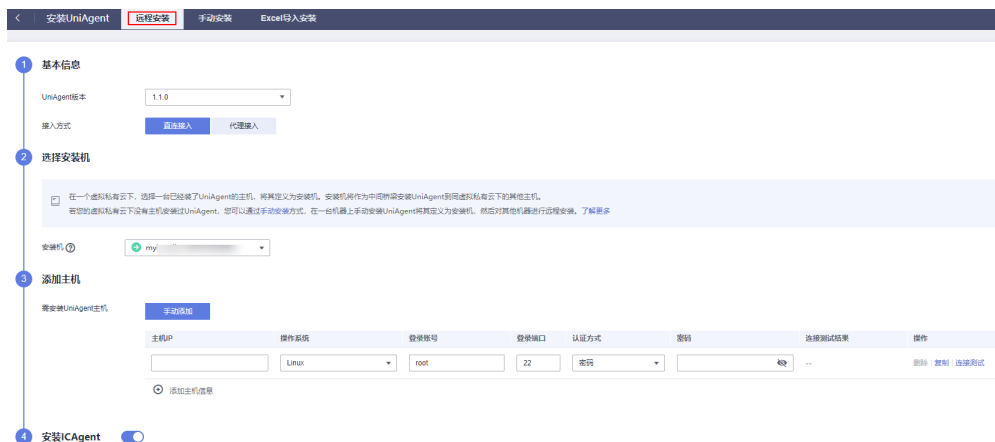 安装UniAgent 远程安装 手动安装 Excel导入安装
1 基本信息
UniAgent版本 1.1.0
接入方式 直连接入 代理接入
2 选择安装机
在一个虚拟私有云下，选择一台已经装了UniAgent的主机，将其定义为安装机。安装机将作为中间桥梁安装UniAgent到同虚拟私有云下的其他主机。
若您的虚拟私有云下没有主机安装过UniAgent，您可以通过手动安装方式，在一台机器上手动安装UniAgent将其定义为安装机，然后对其他机器进行远程安装。了解更多
安装机 ?
3 添加主机
需安装UniAgent主机 手动添加
主机IP 操作系统 登录账号 登录端口 认证方式 密码 连接测试结果 操作
Linux root 22 密码 -- 删除 复制 连接测试
添加主机信息
4 安装ICAgent